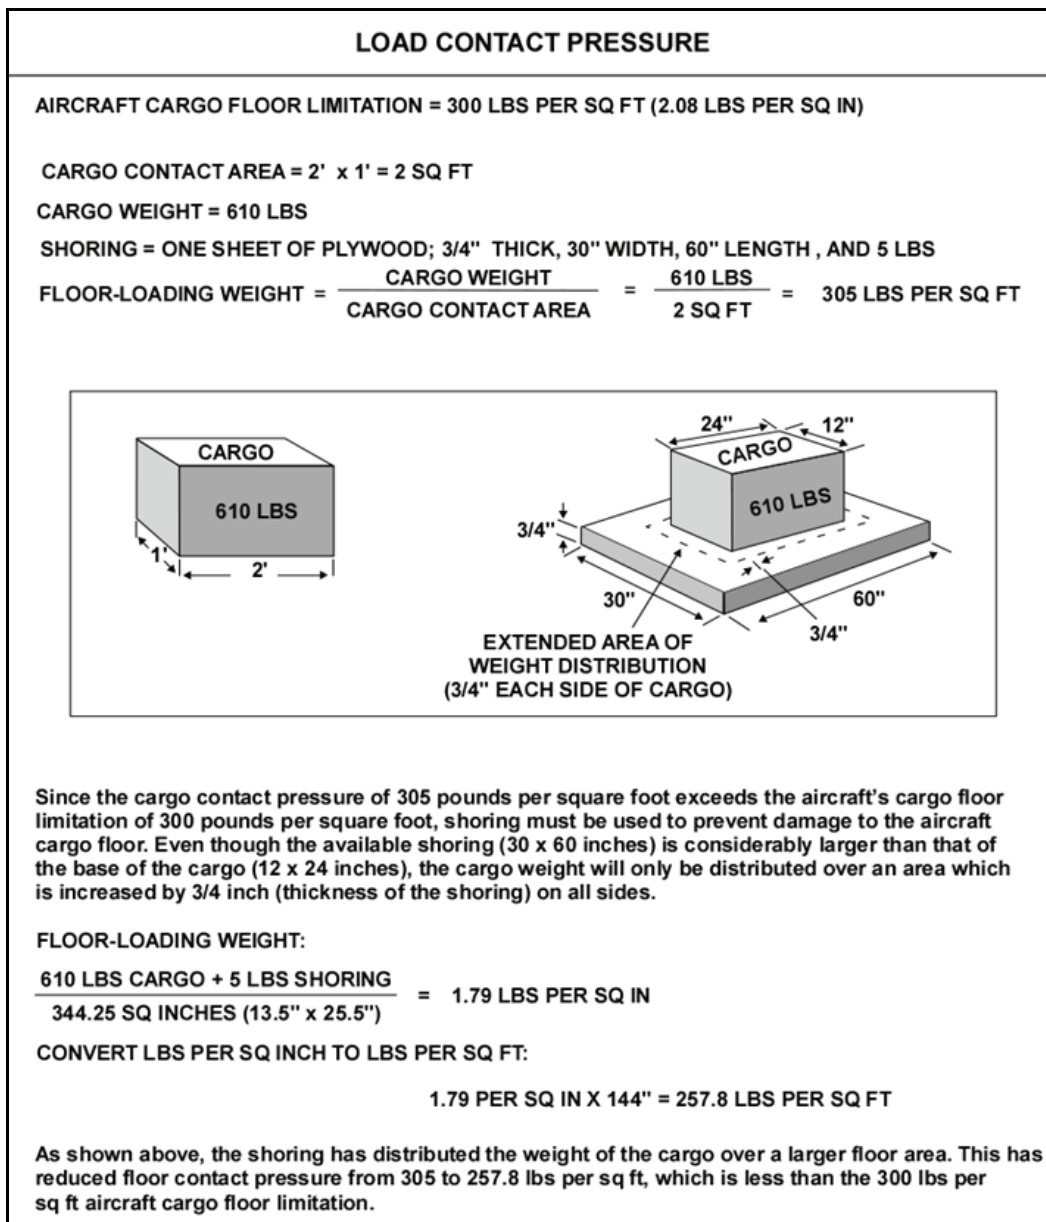 LOAD CONTACT PRESSURE
AIRCRAFT CARGO FLOOR LIMITATION = 300 LBS PER SQ FT (2.08 LBS PER SQ IN)
CARGO CONTACT AREA = 2' x 1' = 2 SQ FT
CARGO WEIGHT = 610 LBS
SHORING = ONE SHEET OF PLYWOOD; 3/4" THICK, 30" WIDTH, 60" LENGTH , AND 5 LBS
FLOOR-LOADING WEIGHT = CARGO WEIGHT / CARGO CONTACT AREA = 610 LBS / 2 SQ FT = 305 LBS PER SQ FT
CARGO
610 LBS
1'
2'
24"
12"
CARGO
610 LBS
3/4"
30"
60"
3/4"
EXTENDED AREA OF
WEIGHT DISTRIBUTION
(3/4" EACH SIDE OF CARGO)
Since the cargo contact pressure of 305 pounds per square foot exceeds the aircraft's cargo floor
limitation of 300 pounds per square foot, shoring must be used to prevent damage to the aircraft
cargo floor. Even though the available shoring (30 x 60 inches) is considerably larger than that of
the base of the cargo (12 x 24 inches), the cargo weight will only be distributed over an area which
is increased by 3/4 inch (thickness of the shoring) on all sides.
FLOOR-LOADING WEIGHT:
610 LBS CARGO + 5 LBS SHORING
344.25 SQ INCHES (13.5" x 25.5")
= 1.79 LBS PER SQ IN
CONVERT LBS PER SQ INCH TO LBS PER SQ FT:
1.79 PER SQ IN X 144" = 257.8 LBS PER SQ FT
As shown above, the shoring has distributed the weight of the cargo over a larger floor area. This has
reduced floor contact pressure from 305 to 257.8 lbs per sq ft, which is less than the 300 lbs per
sq ft aircraft cargo floor limitation.